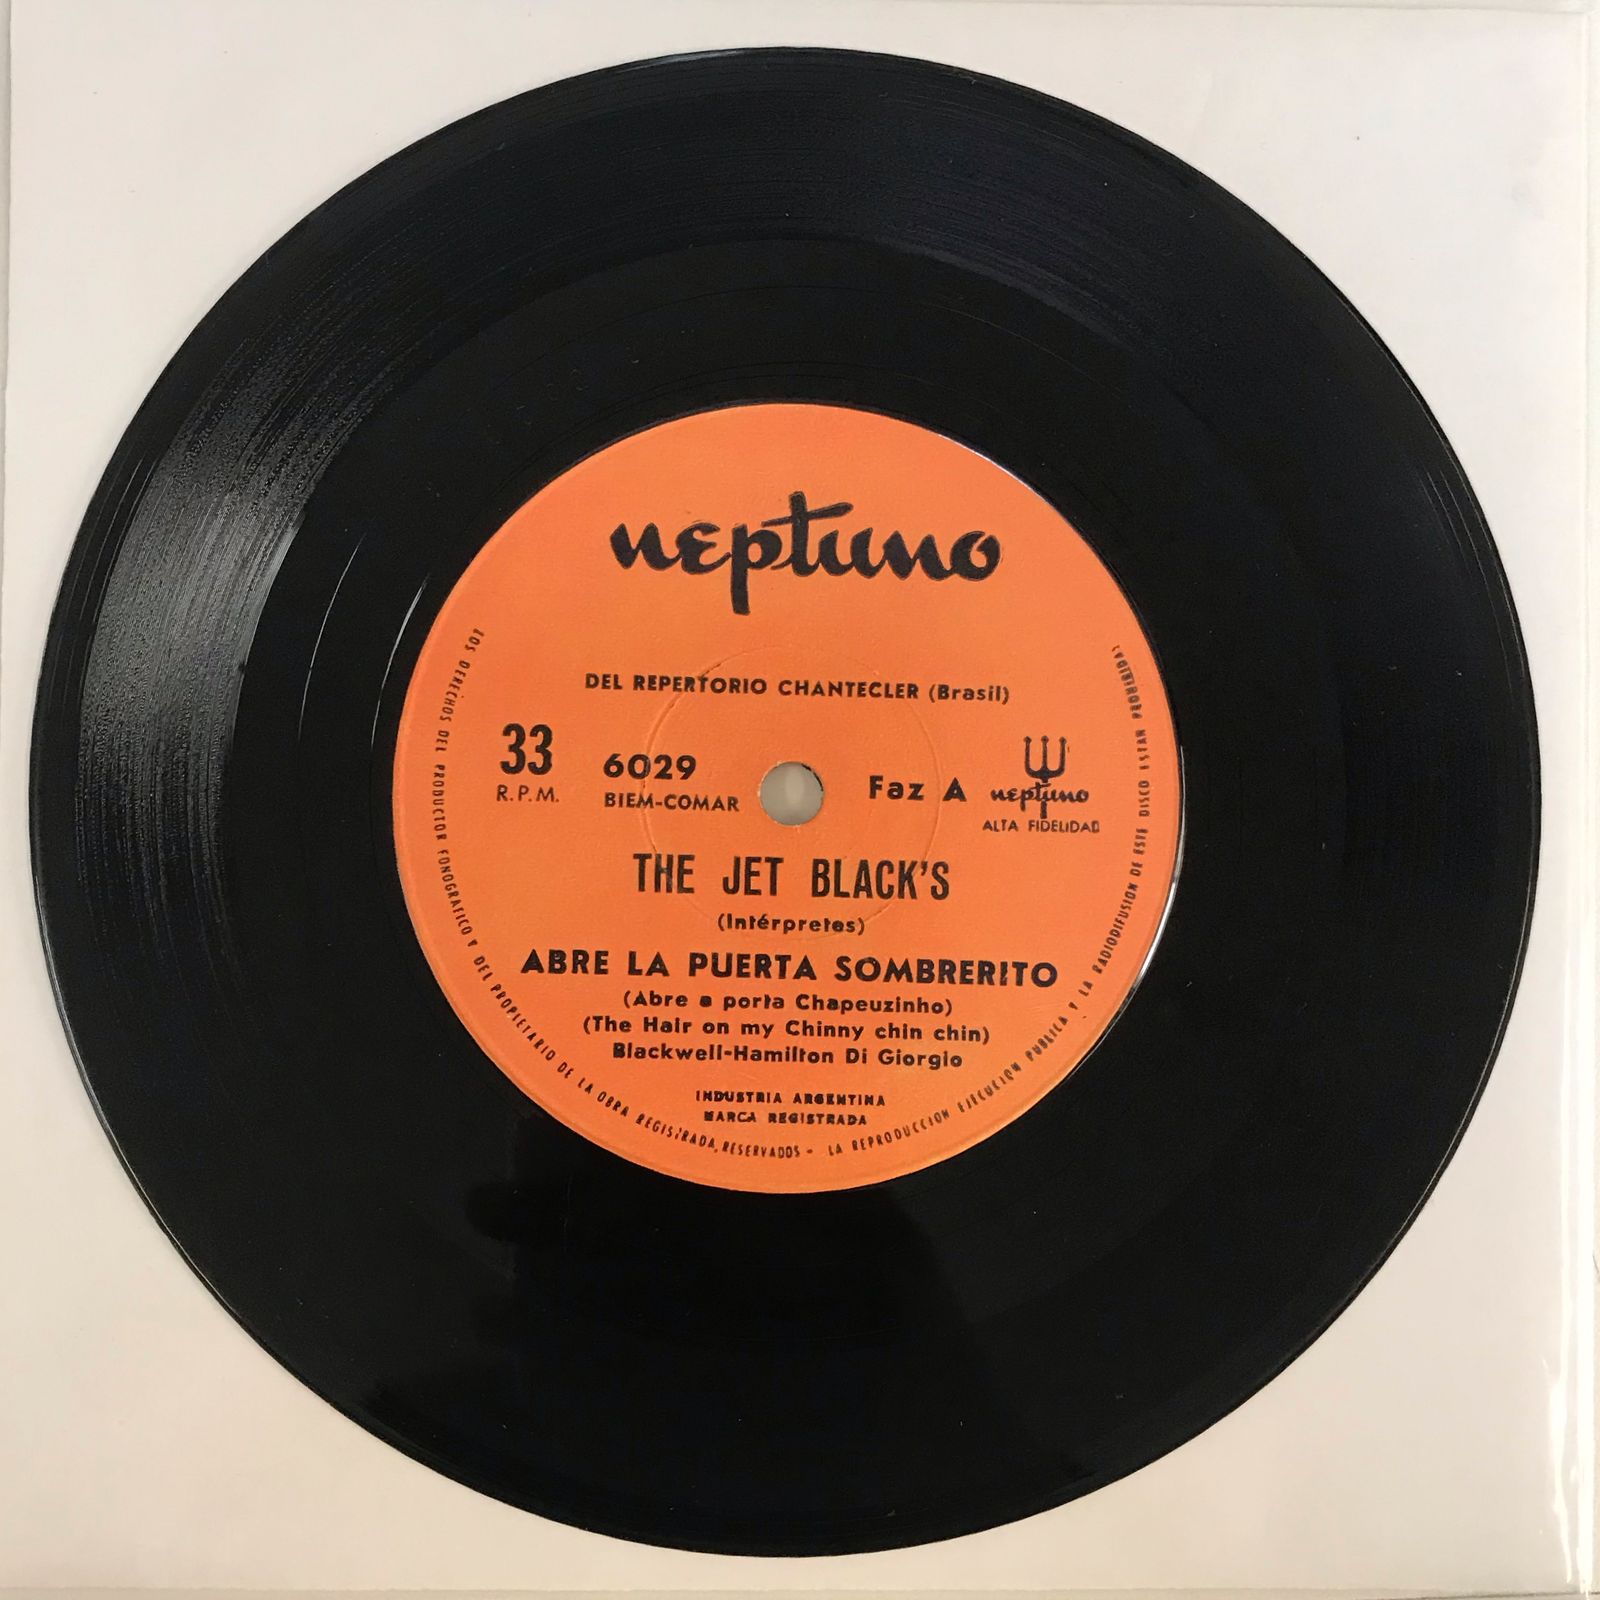 neptuno
DEL REPERTORIO CHANTECLER (Brasil)
33
R.P.M.
6029
BIEM-COMAR
Faz A
neptuno
ALTA FIDELIDAD
THE JET BLACK'S
(Intérpretes)
ABRE LA PUERTA SOMBRERITO
(Abre a porta Chapeuzinho)
(The Hair on my Chinny chin chin)
Blackwell-Hamilton Di Giorgio
INDUSTRIA ARGENTINA
MARCA REGISTRADA
LOS DERECHOS DEL PRODUCTOR FONOGRAFICO Y DEL PROPIETARIO DE LA OBRA REGISTRADA, RESERVADOS - LA REPRODUCCION EJECUCION PUBLICA Y LA RADIODIFUSION DE ESTE DISCO ESTAN PROHIBIDAS